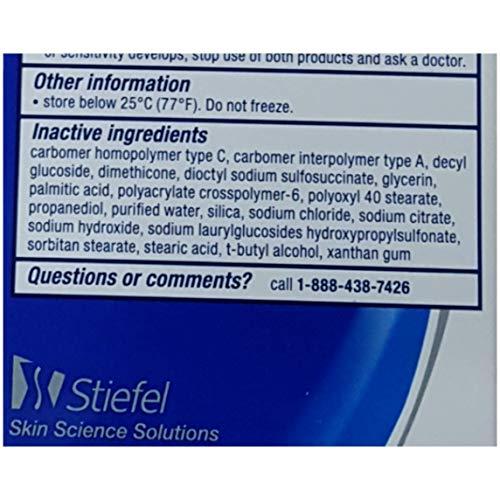 or sensitivity develops, stop use of both products and ask a doctor.
Other information
• store below 25°C (77°F). Do not freeze.
Inactive ingredients
carbomer homopolymer type C, carbomer interpolymer type A, decyl
glucoside, dimethicone, dioctyl sodium sulfosuccinate, glycerin,
palmitic acid, polyacrylate crosspolymer-6, polyoxyl 40 stearate,
propanediol, purified water, silica, sodium chloride, sodium citrate,
sodium hydroxide, sodium laurylglucosides hydroxypropylsulfonate,
sorbitan stearate, stearic acid, t-butyl alcohol, xanthan gum
Questions or comments? call 1-888-438-7426
Stiefel
Skin Science Solutions